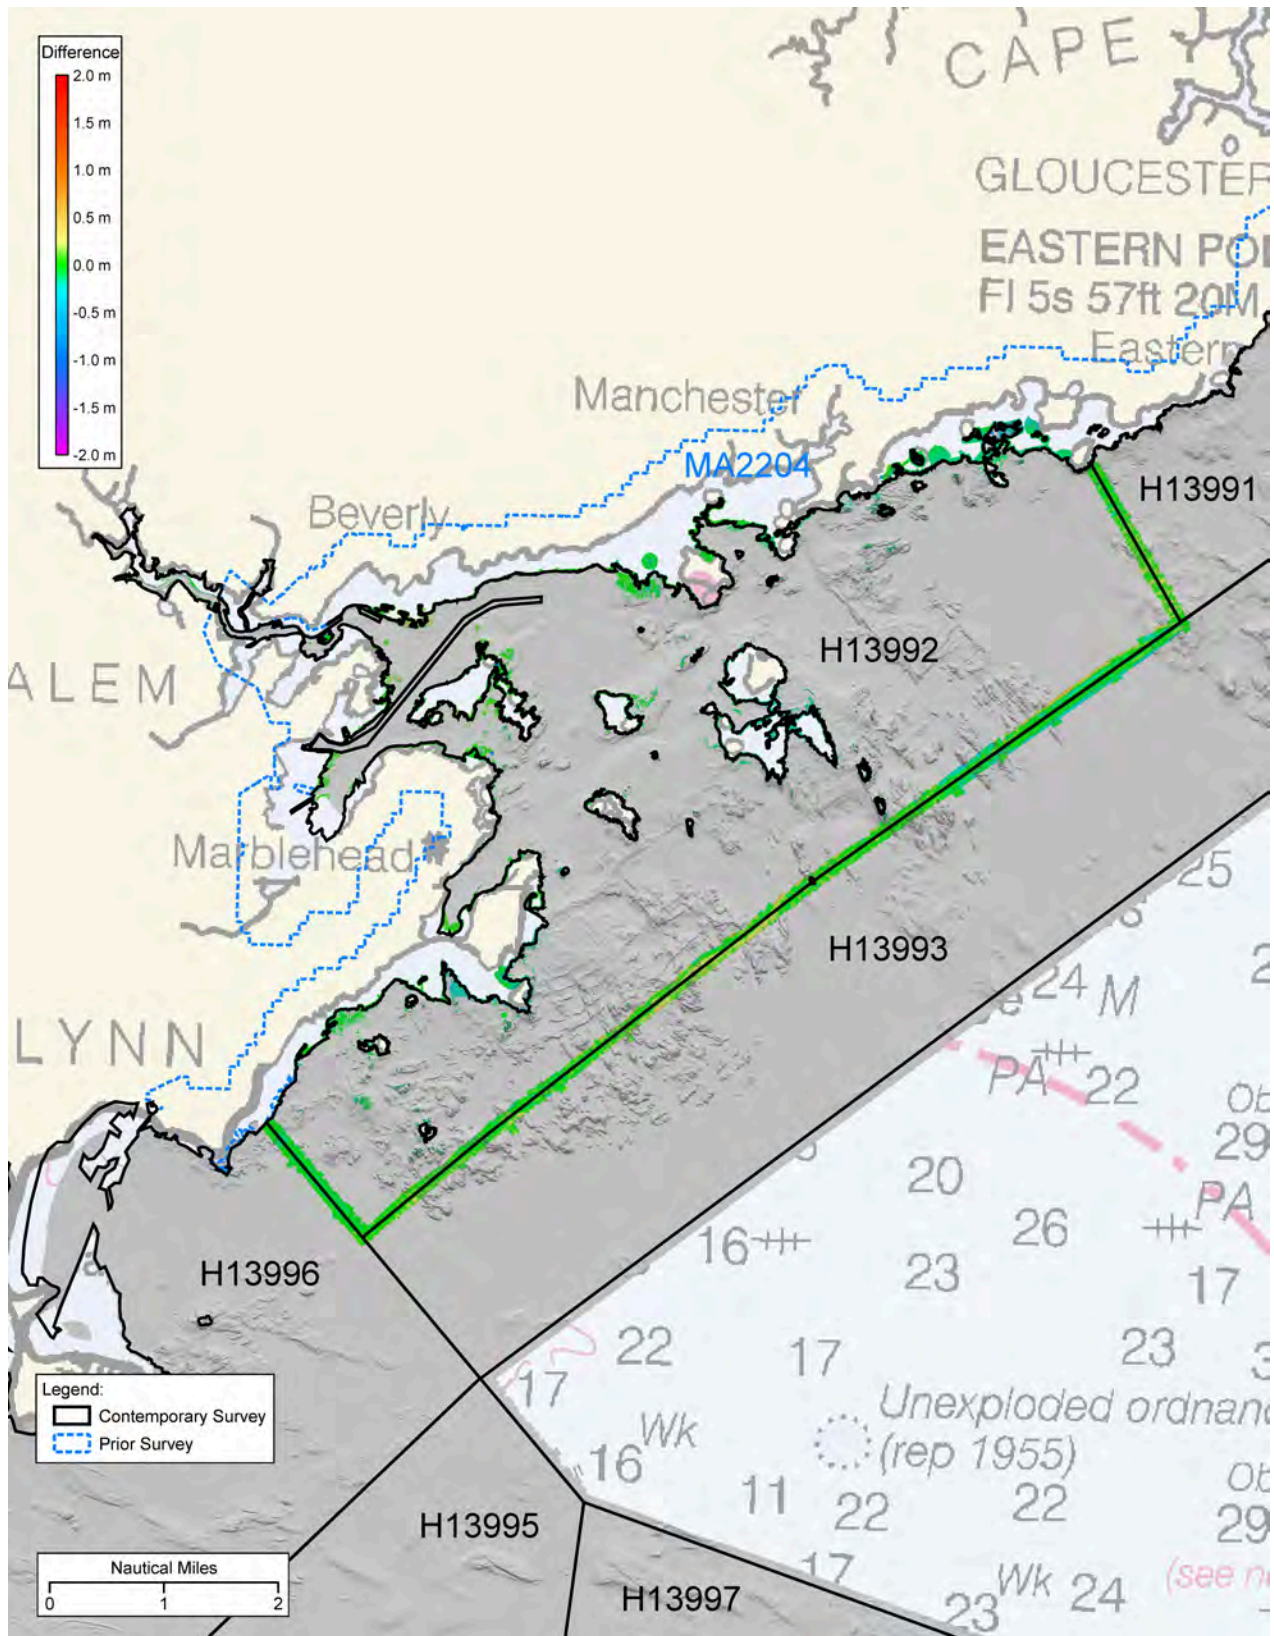 Difference
2.0 m
1.5 m
1.0 m
0.5 m
0.0 m
-0.5 m
-1.0 m
-1.5 m
-2.0 m
CAPE
GLOUCESTER
EASTERN
Fl 5s 57ft 20M
Eastern
Manchester
MA2204
H13991
Beverly
H13992
ALEM
Marblehead
25
H13993
24
M
LYNN
PA
22
29
20
PA
26
16
H13996
23
17
22
17
23
17
Legend:
Contemporary Survey
Prior Survey
Unexploded
(rep 1955)
Wk
16
11
22
22
29
H13995
Nautical Miles
0 1 2
17
Wk
24
(see
H13997
23